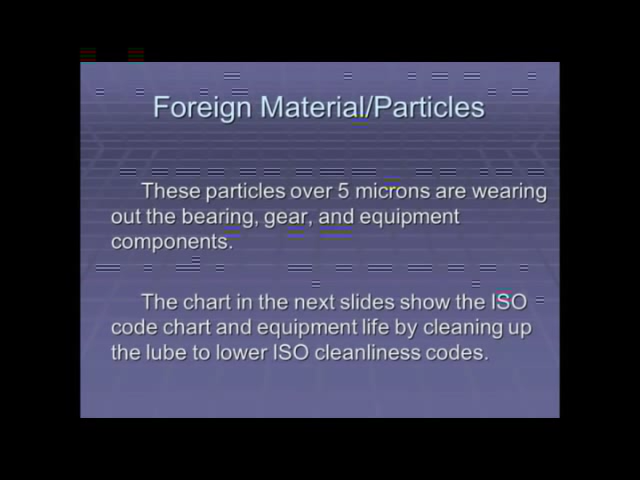 Foreign Material/Particles
These particles over 5 microns are wearing
out the bearing, gear, and equipment
components.
The chart in the next slides show the ISO
code chart and equipment life by cleaning up
the lube to lower ISO cleanliness codes.